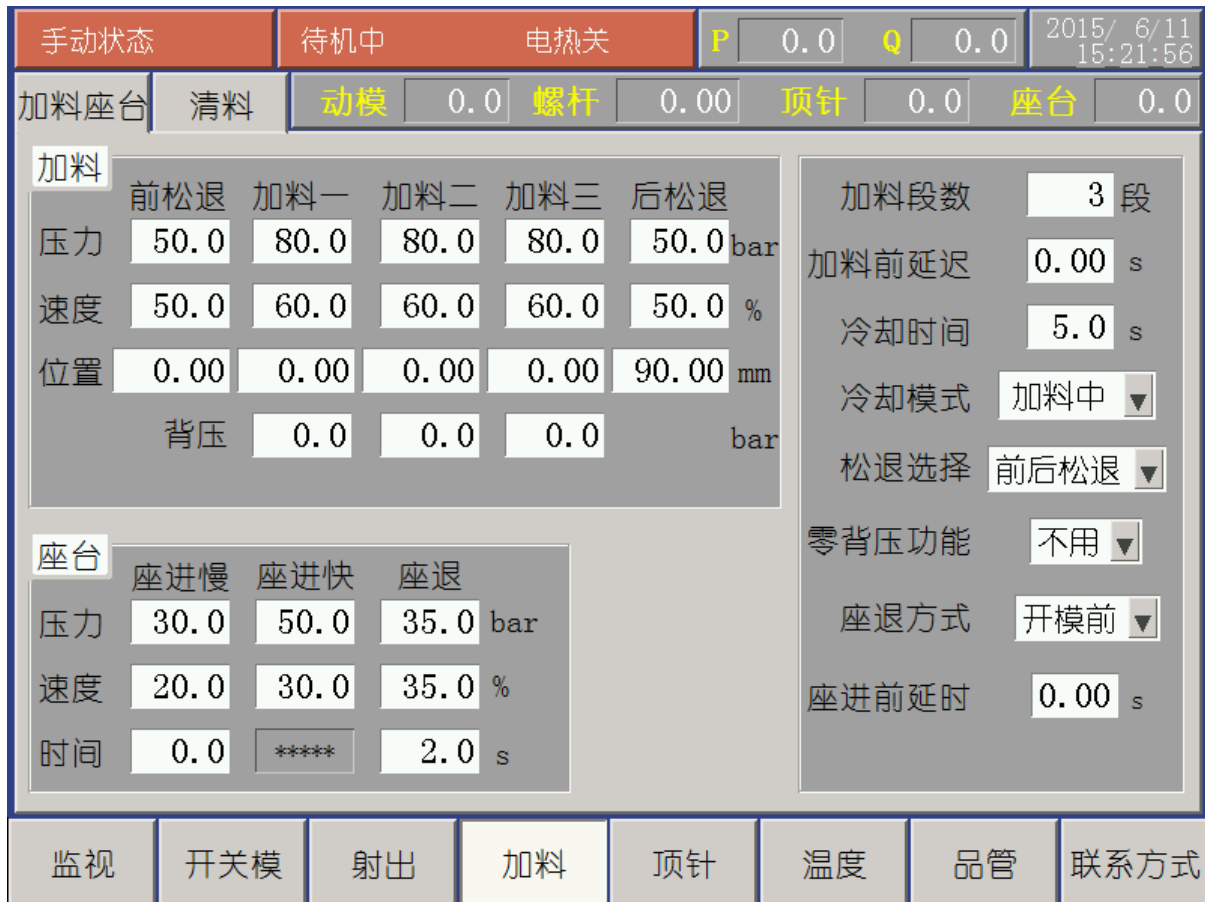 手动状态 待机中 电热关 P 0.0 Q 0.0 2015/ 6/11
15:21:56
加料座台 清料 动模 0.0 螺杆 0.00 顶针 0.0 座台 0.0
加料
前松退 加料一 加料二 加料三 后松退
压力 50.0 80.0 80.0 80.0 50.0 bar
速度 50.0 60.0 60.0 60.0 50.0 %
位置 0.00 0.00 0.00 0.00 90.00 mm
背压 0.0 0.0 0.0 bar
座台
座进慢 座进快 座退
压力 30.0 50.0 35.0 bar
速度 20.0 30.0 35.0 %
时间 0.0 ***** 2.0 s
加料段数 3 段
加料前延迟 0.00 s
冷却时间 5.0 s
冷却模式 加料中 ▼
松退选择 前后松退 ▼
零背压功能 不用 ▼
座退方式 开模前 ▼
座进前延时 0.00 s
监视 开关模 射出 加料 顶针 温度 品管 联系方式